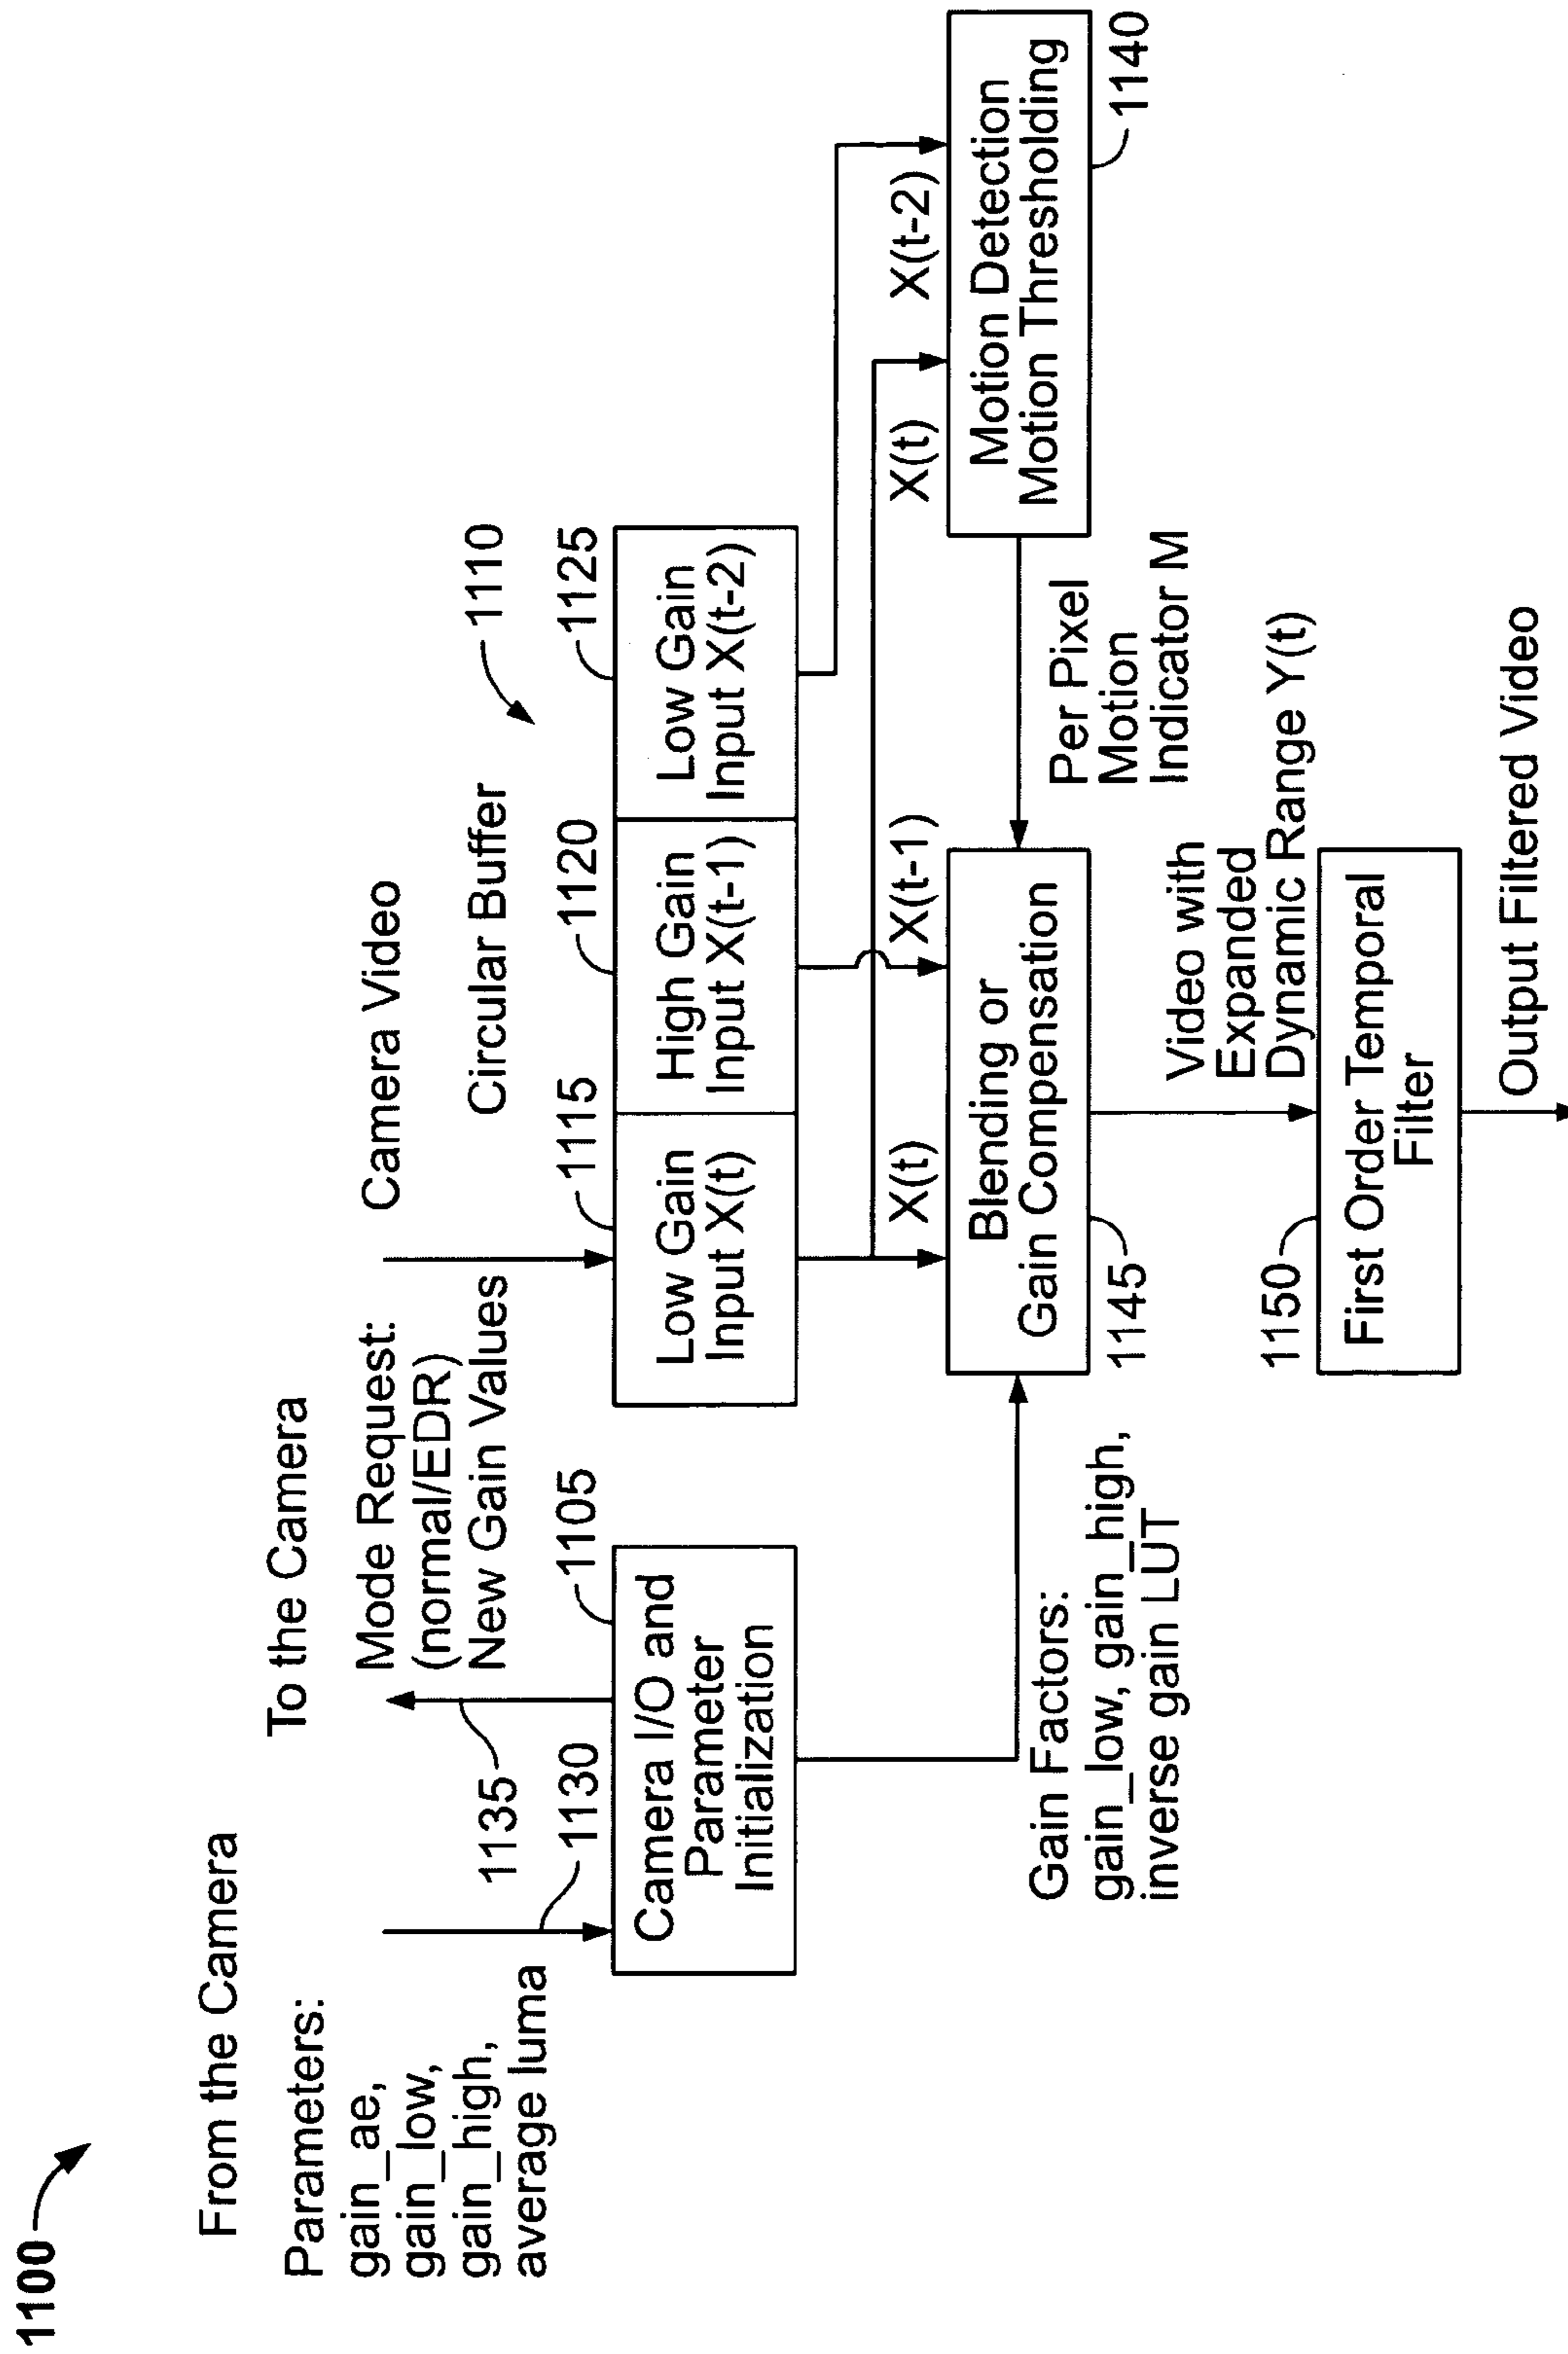 1100
From the Camera
To the Camera
Parameters:
gain_ae,
gain_low,
gain_high,
average luma
1130
1135
Mode Request:
(normal/EDR)
New Gain Values
Camera Video
Circular Buffer
1110
1105
Camera I/O and
Parameter
Initialization
1115
Low Gain
Input X(t)
1120
High Gain
Input X(t-1)
1125
Low Gain
Input X(t-2)
X(t)
X(t-1)
X(t)
X(t-2)
Gain Factors:
gain_low, gain_high,
inverse gain LUT
Blending or
Gain Compensation
1145
Per Pixel
Motion
Indicator M
Motion Detection
Motion Thresholding
1140
Video with
Expanded
Dynamic Range Y(t)
1150
First Order Temporal
Filter
Output Filtered Video